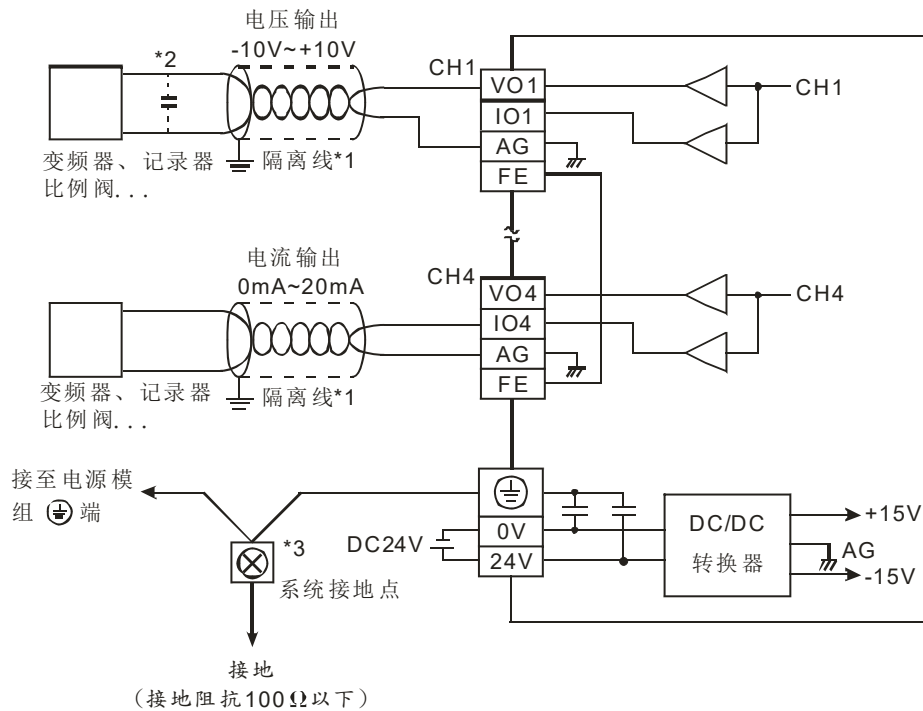 电压输出
-10V~+10V
*2
CH1
VO1
CH1
IO1
AG
FE
变频器、记录器
比例阀...
隔离线*1
电流输出
0mA~20mA
CH4
VO4
CH4
IO4
AG
FE
变频器、记录器
比例阀...
隔离线*1
接至电源模
组 端
*3
系统接地点
DC24V
0V
24V
DC/DC
转换器
+15V
AG
-15V
接地
（接地阻抗100Ω以下）